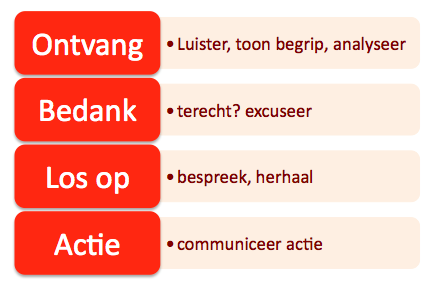 Ontvang
• Luister, toon begrip, analyseer
Bedank
• terecht? excuseer
Los op
• bespreek, herhaal
Actie
• communiceer actie